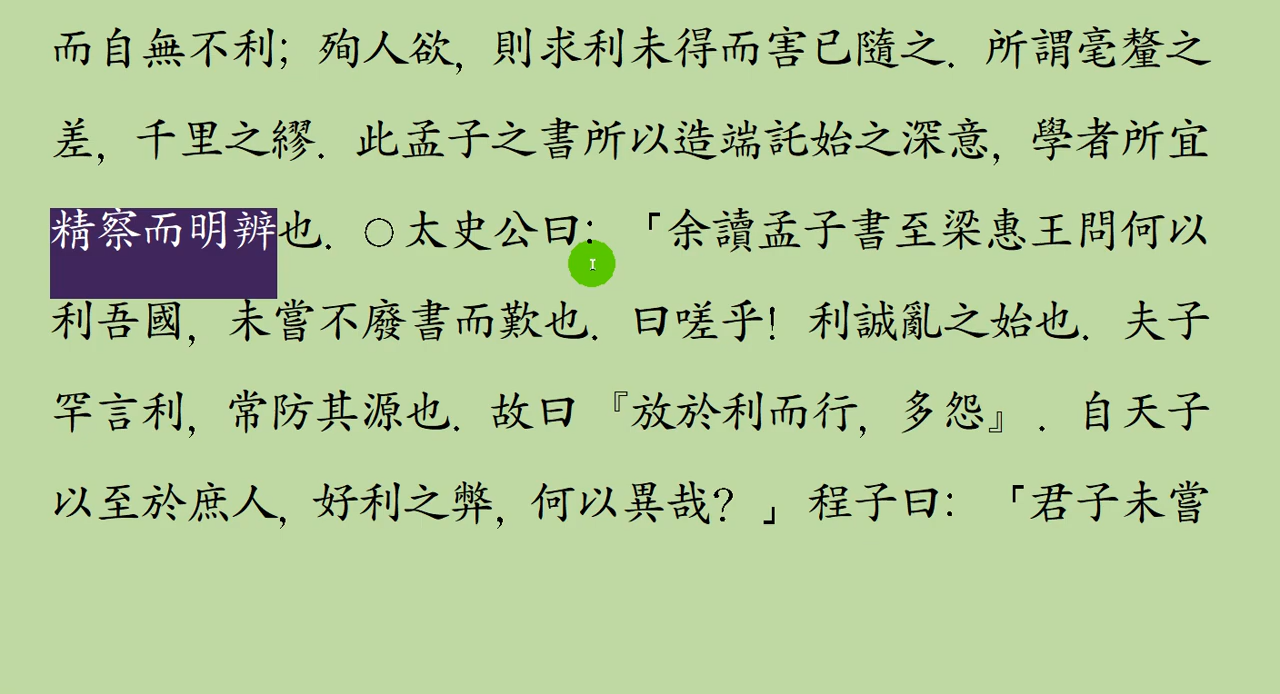 而自無不利; 殉人欲, 則求利未得而害已隨之. 所謂毫釐之
差, 千里之繆. 此孟子之書所以造端託始之深意, 學者所宜
精察而明辨也. ○太史公曰: 「余讀孟子書至梁惠王問何以
利吾國, 未嘗不廢書而歎也. 曰嗟乎! 利誠亂之始也. 夫子
罕言利, 常防其源也. 故曰『放於利而行, 多怨』. 自天子
以至於庶人, 好利之弊, 何以異哉? 」程子曰: 「君子未嘗